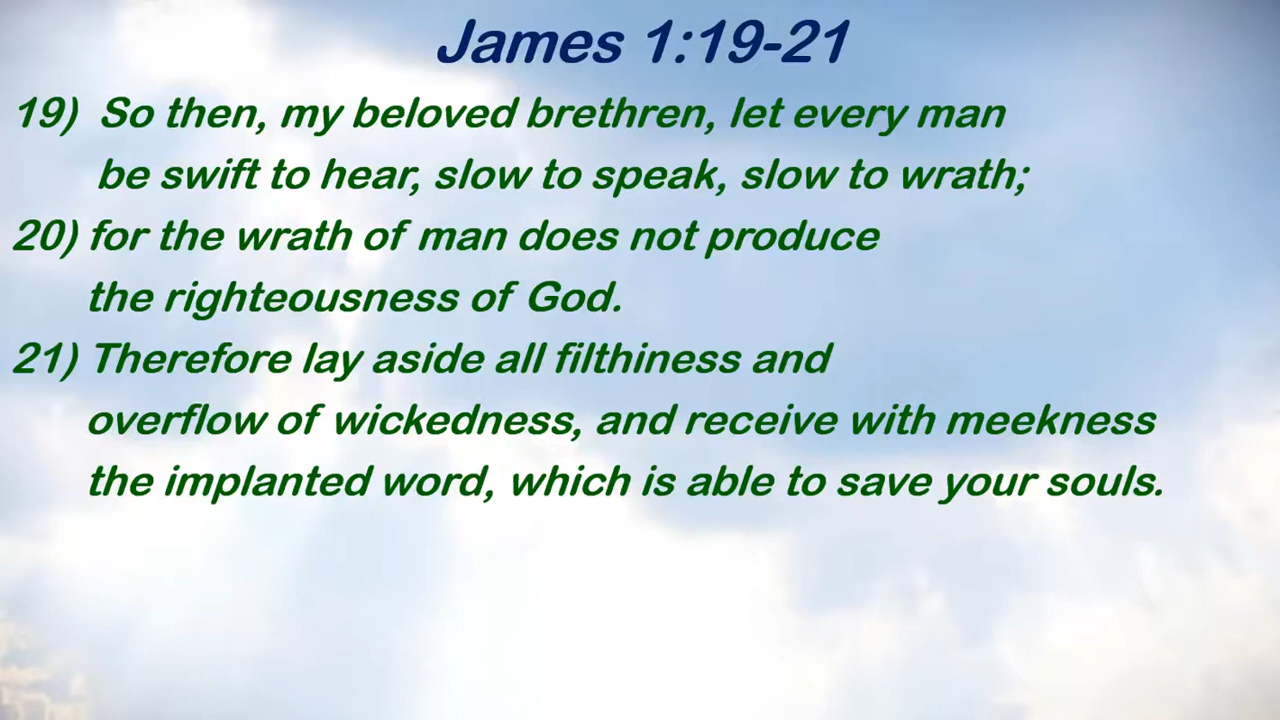 James 1:19-21
19) So then, my beloved brethren, let every man
be swift to hear, slow to speak, slow to wrath;
20) for the wrath of man does not produce
the righteousness of God.
21) Therefore lay aside all filthiness and
overflow of wickedness, and receive with meekness
the implanted word, which is able to save your souls.